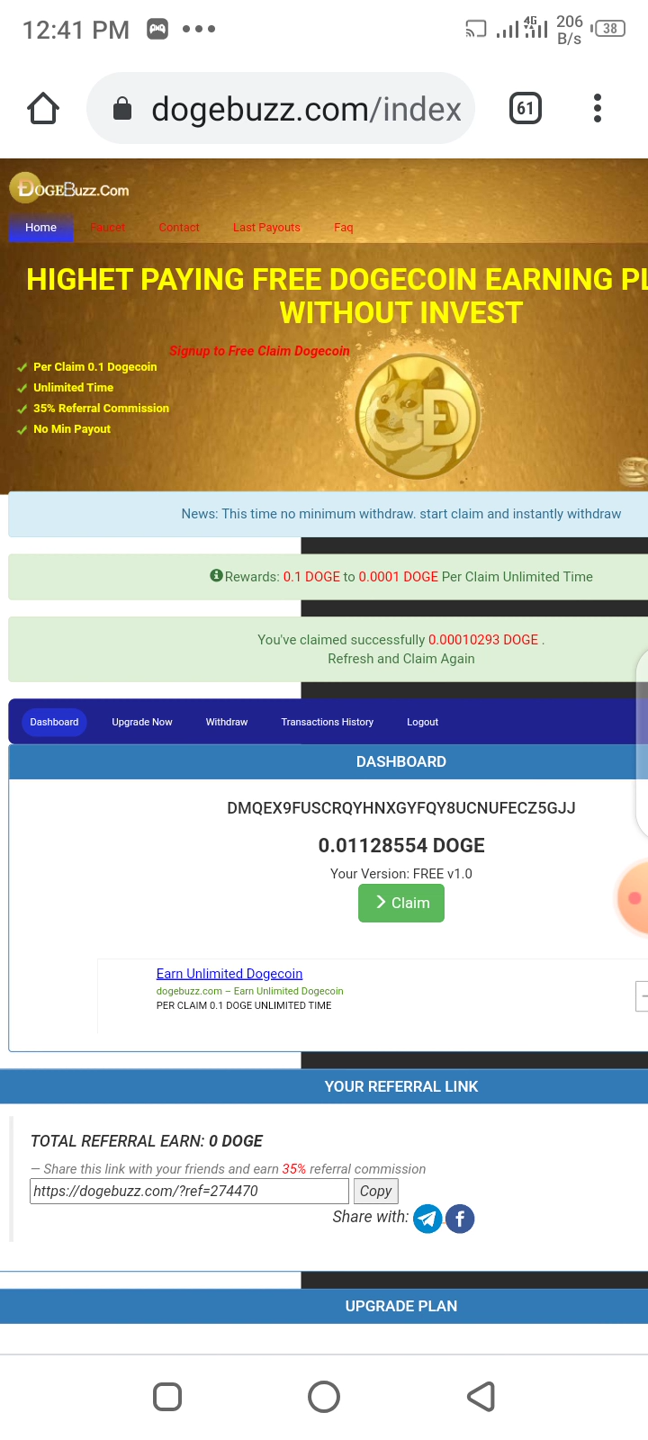 12:41 PM
4G
206
B/s
38
dogebuzz.com/index
61
DOGEBuzz.Com
Home Faucet Contact Last Payouts Faq
HIGHET PAYING FREE DOGECOIN EARNING PL
WITHOUT INVEST
Signup to Free Claim Dogecoin
Per Claim 0.1 Dogecoin
Unlimited Time
35% Referral Commission
No Min Payout
News: This time no minimum withdraw. start claim and instantly withdraw
Rewards: 0.1 DOGE to 0.0001 DOGE Per Claim Unlimited Time
You've claimed successfully 0.00010293 DOGE .
Refresh and Claim Again
Dashboard Upgrade Now Withdraw Transactions History Logout
DASHBOARD
DMQEX9FUSCRQYHNXGYFQY8UCNUFECZ5GJJ
0.01128554 DOGE
Your Version: FREE v1.0
Claim
Earn Unlimited Dogecoin
dogebuzz.com – Earn Unlimited Dogecoin
PER CLAIM 0.1 DOGE UNLIMITED TIME
YOUR REFERRAL LINK
TOTAL REFERRAL EARN: 0 DOGE
— Share this link with your friends and earn 35% referral commission
https://dogebuzz.com/?ref=274470 Copy
Share with:
UPGRADE PLAN